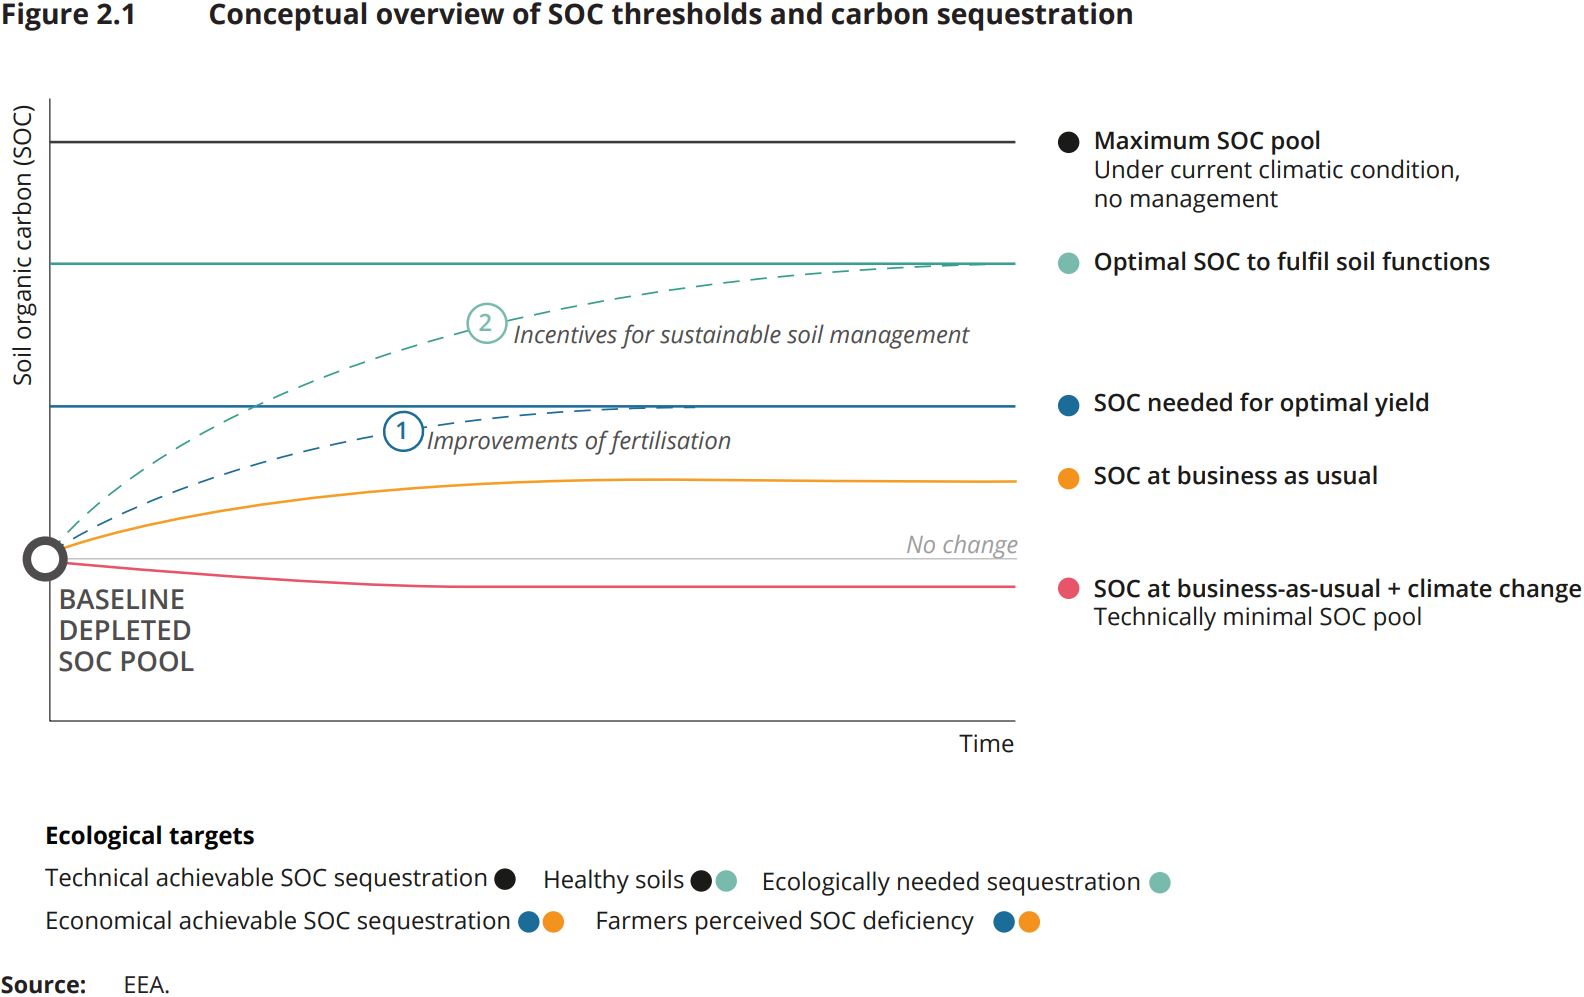 Figure 2.1 Conceptual overview of SOC thresholds and carbon sequestration
Soil organic carbon (SOC)
Maximum SOC pool
Under current climatic condition,
no management
Optimal SOC to fulfil soil functions
2
Incentives for sustainable soil management
SOC needed for optimal yield
1
Improvements of fertilisation
SOC at business as usual
No change
SOC at business-as-usual + climate change
Technically minimal SOC pool
BASELINE
DEPLETED
SOC POOL
Time
Ecological targets
Technical achievable SOC sequestration Healthy soils Ecologically needed sequestration
Economical achievable SOC sequestration Farmers perceived SOC deficiency
Source: EEA.